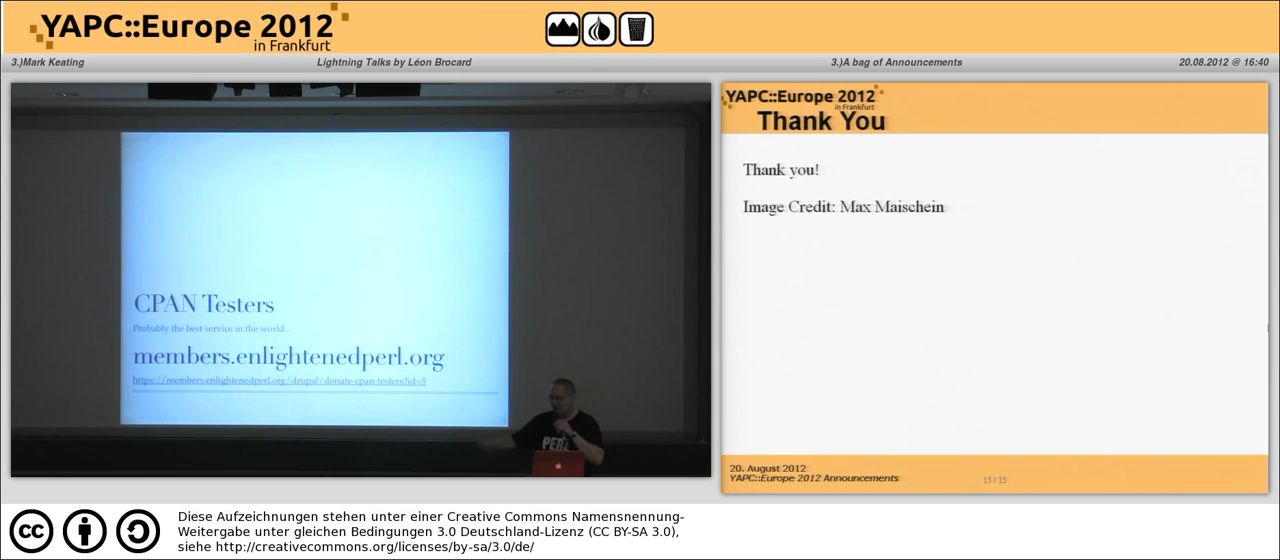 YAPC::Europe 2012
in Frankfurt
3.)Mark Keating
Lightning Talks by Léon Brocard
3.)A bag of Announcements
20.08.2012 @ 16:40
CPAN Testers
Probably the best service in the world...
members.enlightenedperl.org
https://members.enlightenedperl.org/drupal/donate-cpan-testers?id=5
PERL
YAPC::Europe 2012
in Frankfurt
Thank You
Thank you!
Image Credit: Max Maischein
20. August 2012
YAPC::Europe 2012 Announcements
15 / 15
cc
Diese Aufzeichnungen stehen unter einer Creative Commons Namensnennung-
Weitergabe unter gleichen Bedingungen 3.0 Deutschland-Lizenz (CC BY-SA 3.0),
siehe http://creativecommons.org/licenses/by-sa/3.0/de/